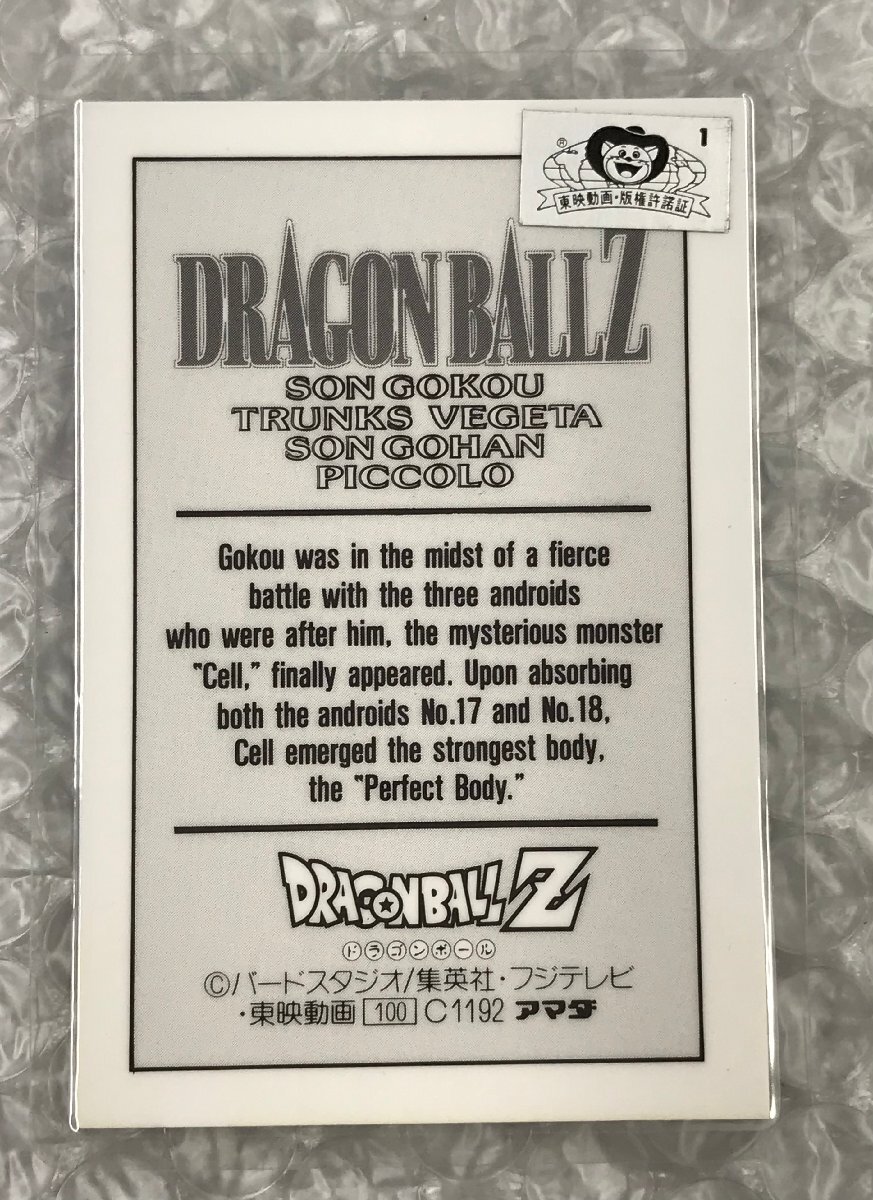 ® 1
東映動画・版権許諾証
DRAGON BALL Z
SON GOKOU
TRUNKS VEGETA
SON GOHAN
PICCOLO
Gokou was in the midst of a fierce
battle with the three androids
who were after him, the mysterious monster
"Cell," finally appeared. Upon absorbing
both the androids No.17 and No.18,
Cell emerged the strongest body,
the "Perfect Body."
DRAGONBALL Z
ドラゴンボール
©バードスタジオ/集英社・フジテレビ
・東映動画 100 C1192 アマダ